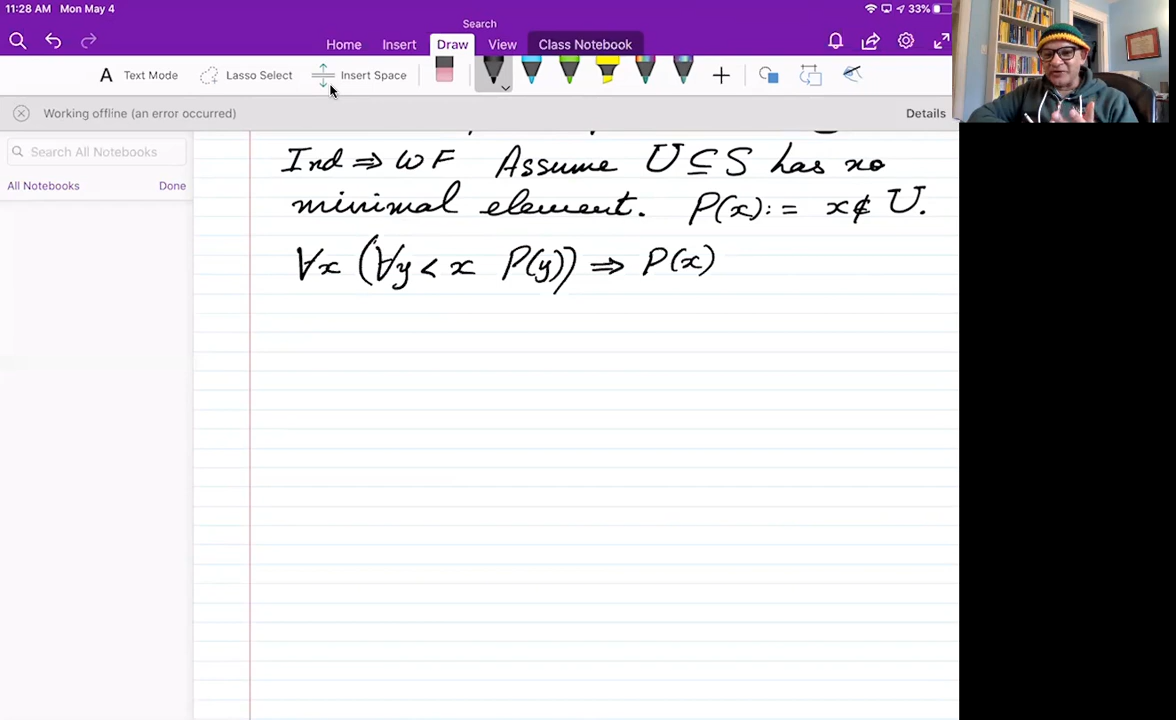 11:28 AM Mon May 4
33%
Search
Home Insert Draw View Class Notebook
A Text Mode Lasso Select Insert Space
Working offline (an error occurred) Details
Search All Notebooks
All Notebooks Done
Ind ⇒ WF Assume U ⊆ S has no
minimal element. P(x) := x ∉ U.
∀x (∀y < x P(y)) ⇒ P(x)